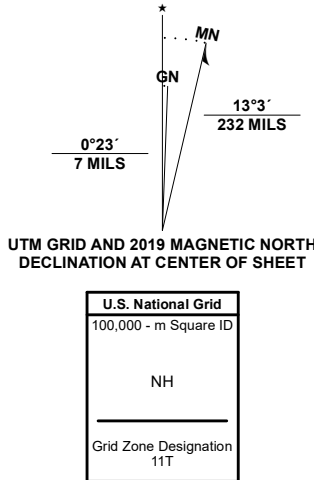 ★
MN
GN
0°23´
7 MILS
13°3´
232 MILS
UTM GRID AND 2019 MAGNETIC NORTH
DECLINATION AT CENTER OF SHEET
U.S. National Grid
100,000 - m Square ID
NH
Grid Zone Designation
11T